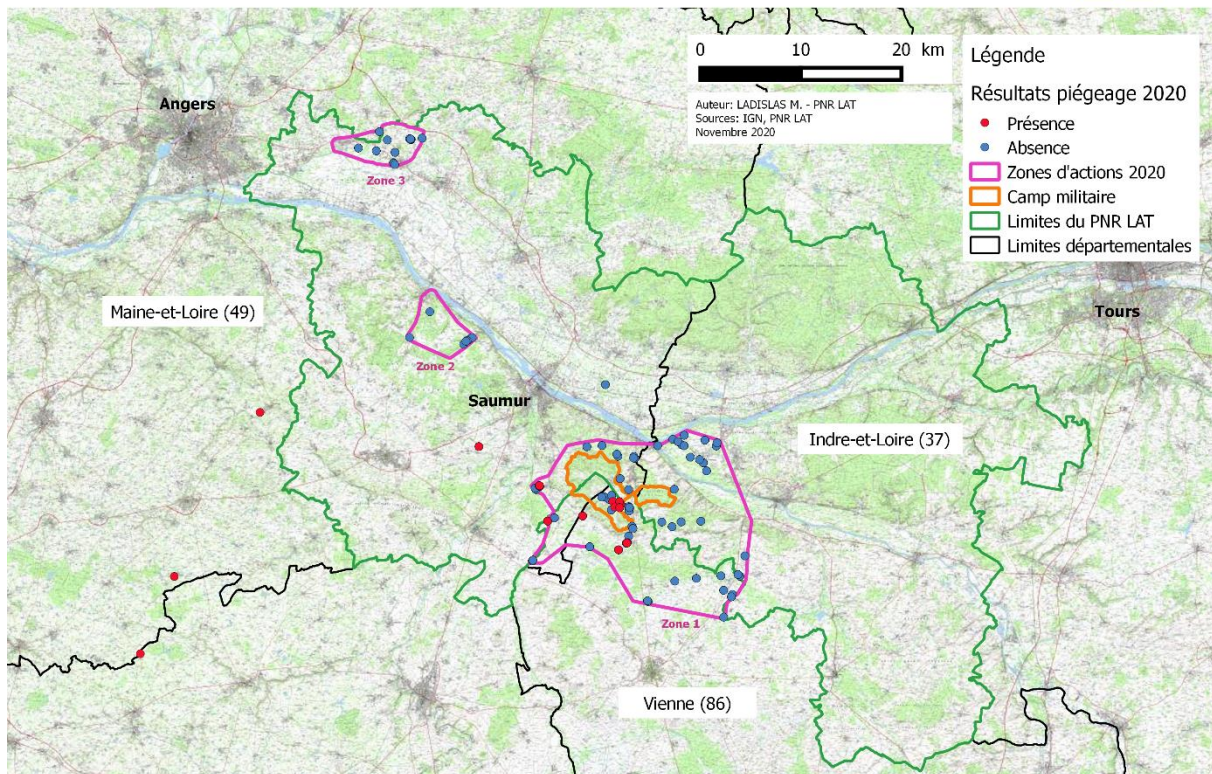 0 10 20 km
Auteur: LADISLAS M. - PNR LAT
Sources: IGN, PNR LAT
Novembre 2020
Légende
Résultats piégeage 2020
Présence
Absence
Zones d'actions 2020
Camp militaire
Limites du PNR LAT
Limites départementales
Angers
Zone 3
Maine-et-Loire (49)
Tours
Zone 2
Saumur
Indre-et-Loire (37)
Zone 1
Vienne (86)